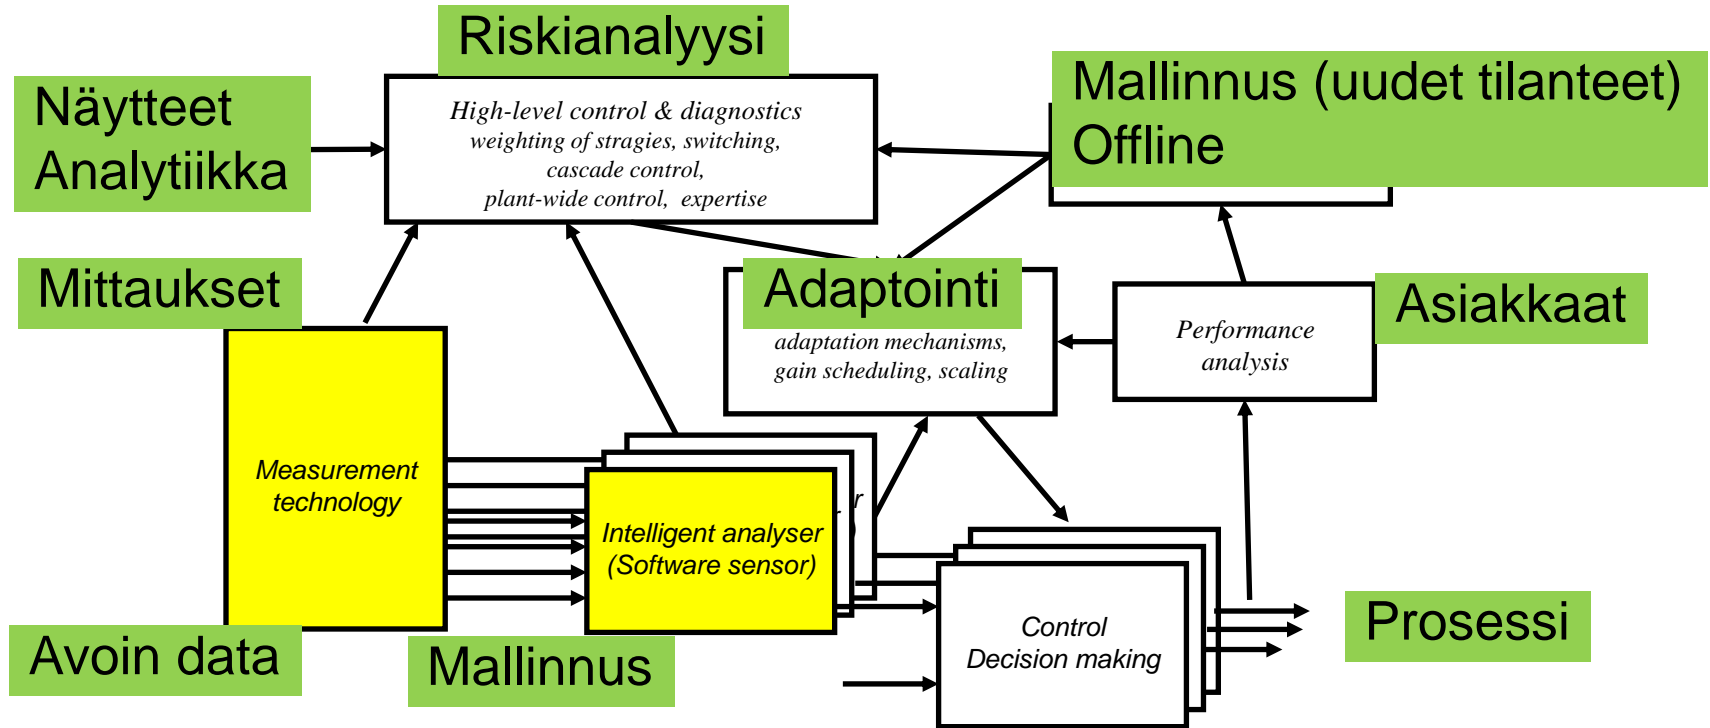 Riskianalyysi
Näytteet
Analytiikka
High-level control & diagnostics
weighting of stragies, switching,
cascade control,
plant-wide control, expertise
Mallinnus (uudet tilanteet)
Offline
Mittaukset
Adaptointi
adaptation mechanisms,
gain scheduling, scaling
Performance
analysis
Asiakkaat
Measurement
technology
Intelligent analyser
(Software sensor)
r
r
)
Avoin data
Mallinnus
Control
Decision making
Prosessi